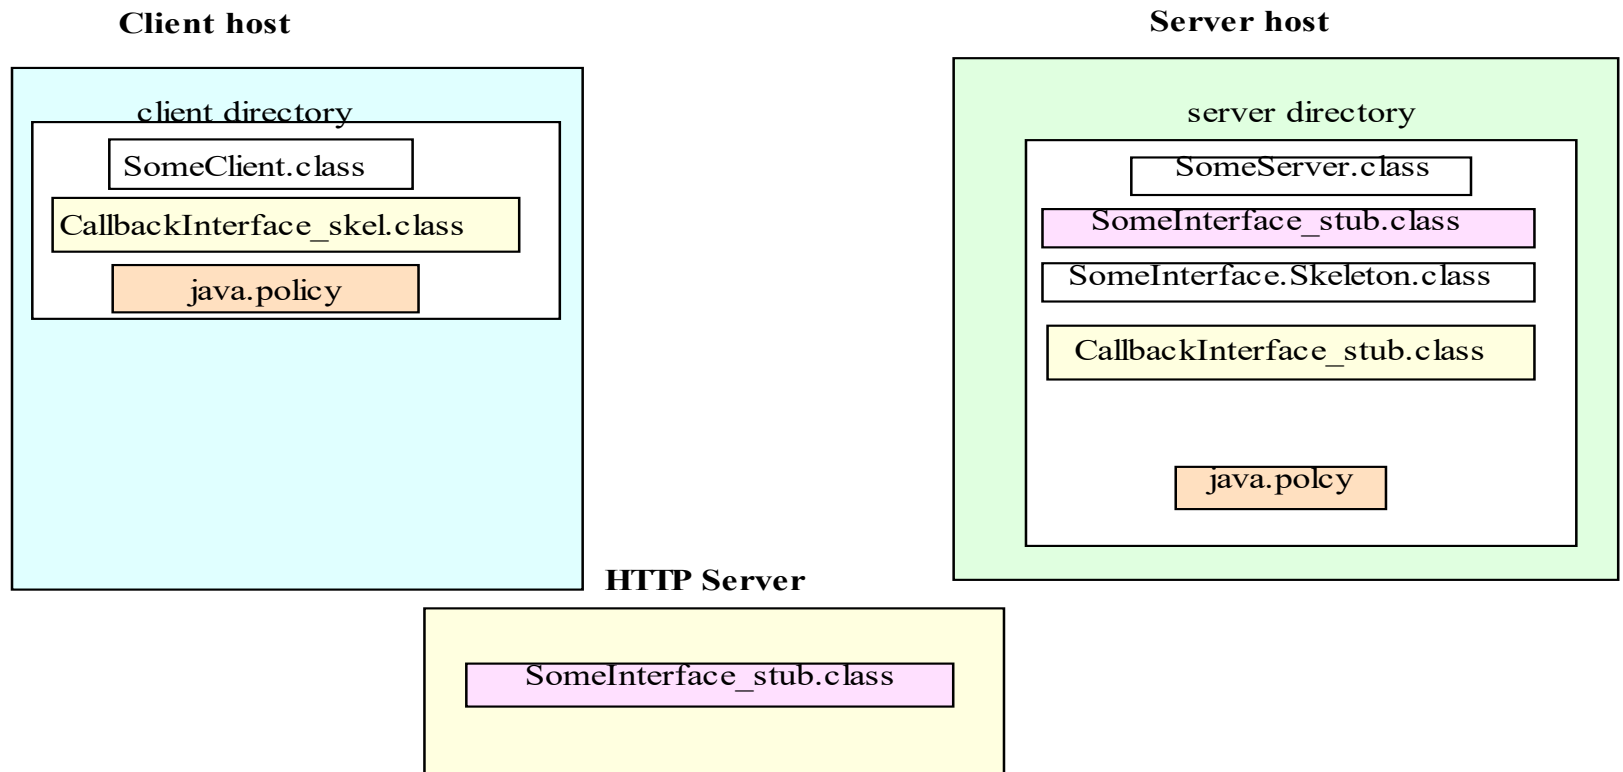 Client host
client directory
SomeClient.class
CallbackInterface_skel.class
java.policy
Server host
server directory
SomeServer.class
SomeInterface_stub.class
SomeInterface.Skeleton.class
CallbackInterface_stub.class
java.polcy
HTTP Server
SomeInterface_stub.class